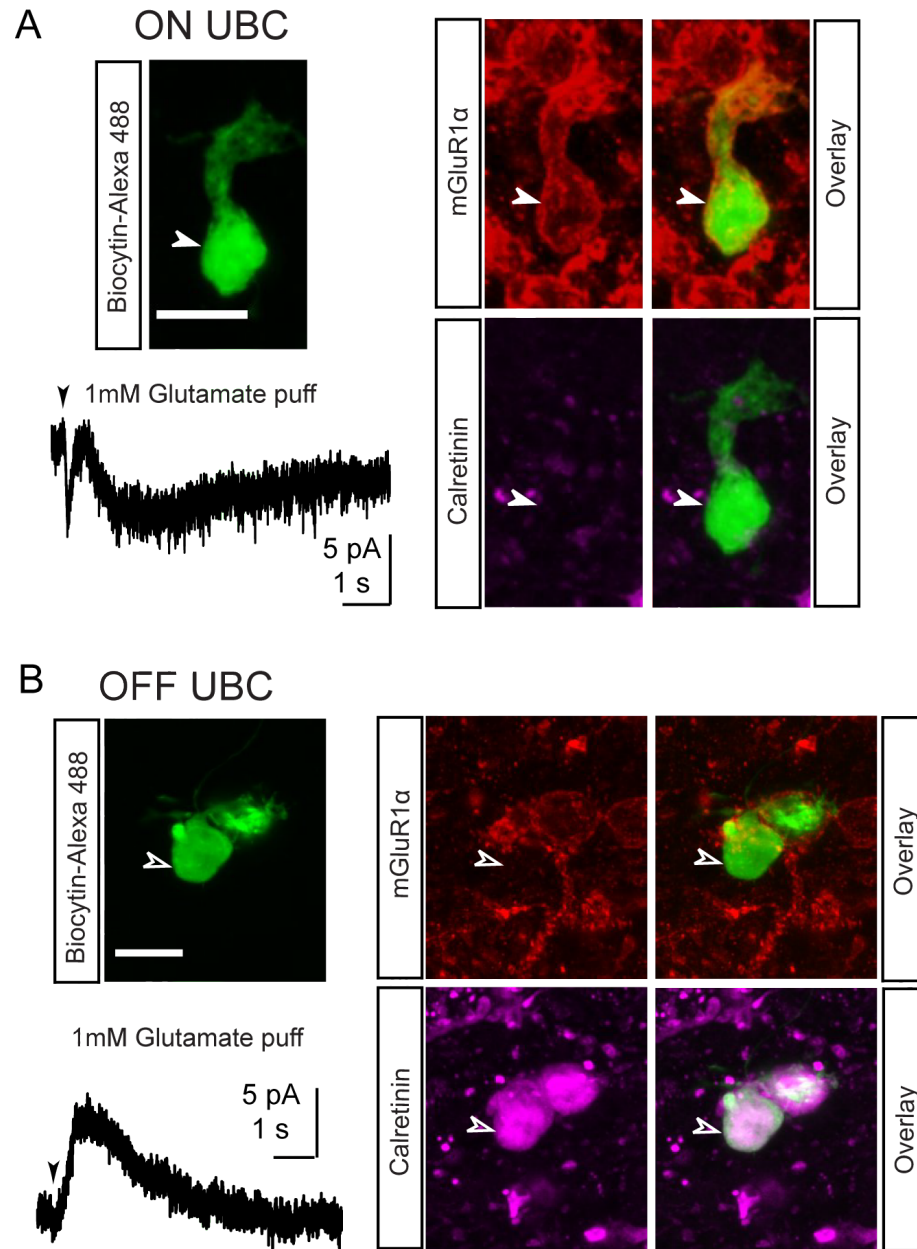 A
ON UBC
Biocytin-Alexa 488
mGluR1α
Overlay
1mM Glutamate puff
5 pA
1 s
Calretinin
Overlay
B
OFF UBC
Biocytin-Alexa 488
mGluR1α
Overlay
1mM Glutamate puff
5 pA
1 s
Calretinin
Overlay